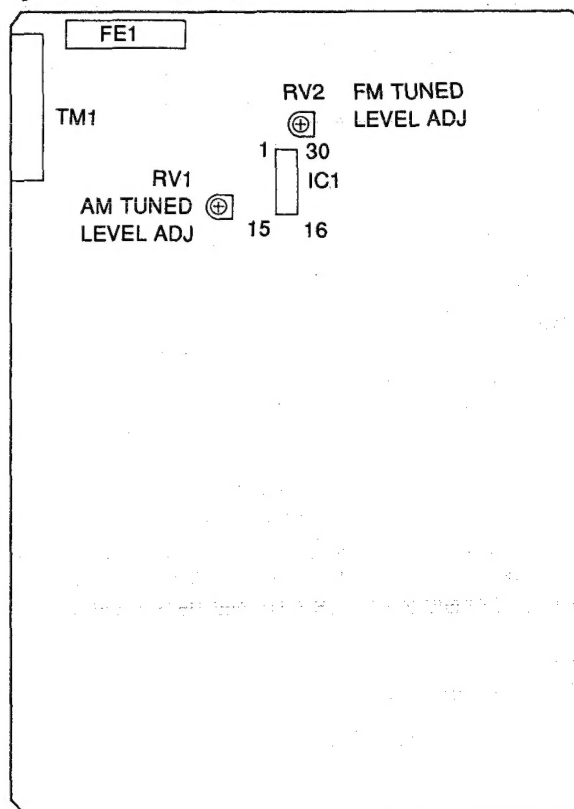 FE1
TM1
RV2 FM TUNED
LEVEL ADJ
1 30
IC1
RV1
AM TUNED
LEVEL ADJ
15 16